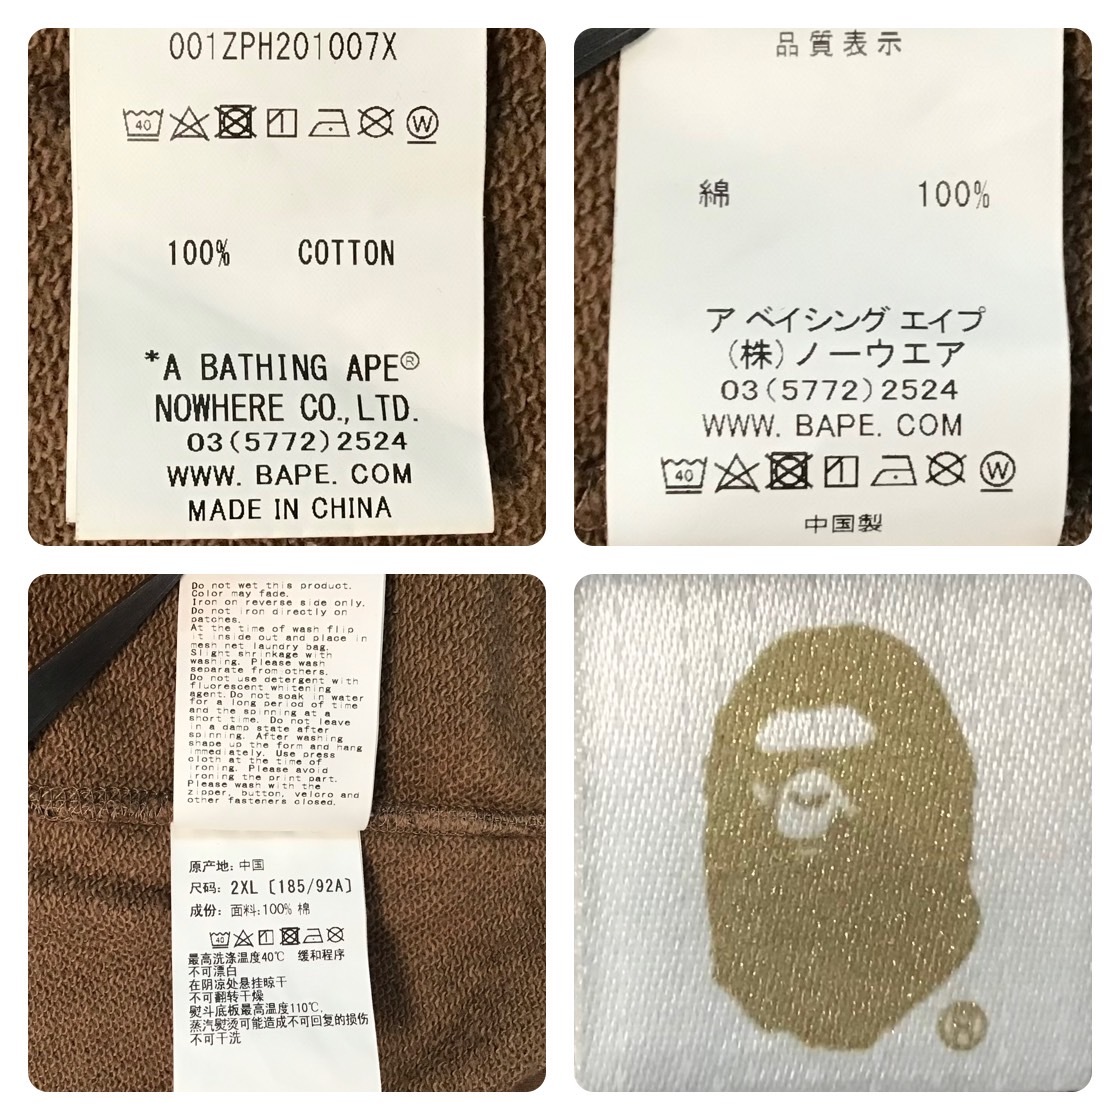 001ZPH201007X
40
W
100% COTTON
*A BATHING APE®
NOWHERE CO., LTD.
03(5772)2524
WWW. BAPE. COM
MADE IN CHINA
品質表示
綿 100%
ア ベイシング エイプ
(株)ノーウエア
03(5772)2524
WWW. BAPE. COM
40
W
中国製
Do not wet this product.
Color may fade.
Iron on reverse side only.
Do not iron directly on
patches.
At the time of wash flip
it inside out and place in
mesh net laundry bag.
Slight shrinkage with
washing. Please wash
separate from others.
Do not use detergent with
fluorescent whitening
agent. Do not soak in water
for a long period of time
and the spinning at a
short time. Do not leave
in a damp state after
spinning. After washing
shape up the form and hang
immediately. Use press
cloth at the time of
ironing. Please avoid
ironing the print part.
Please wash with the
zipper, button, velcro and
other fasteners closed.
原产地: 中国
尺码: 2XL [185/92A]
成份: 面料:100% 棉
40
最高洗涤温度40℃ 缓和程序
不可漂白
在阴凉处悬挂晾干
不可翻转干燥
熨斗底板最高温度110℃,
蒸汽熨烫可能造成不可回复的损伤
不可干洗